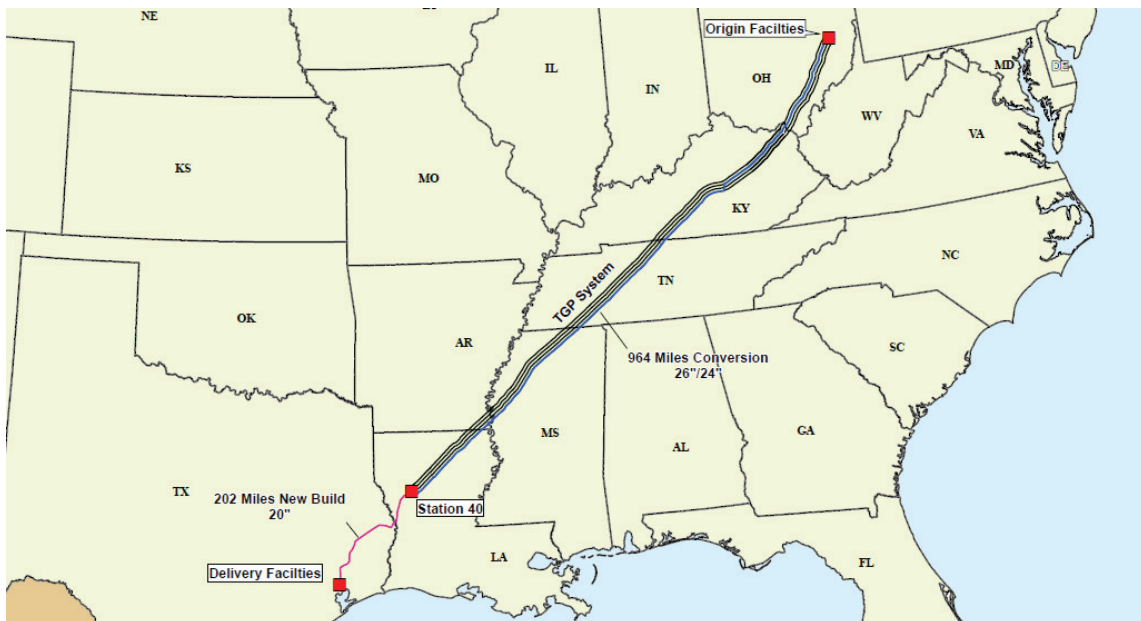 NE
Origin Facilties
IL
IN
OH
MD
DE
WV
VA
KS
MO
KY
NC
TN
TGP System
OK
AR
964 Miles Conversion
26"/24"
SC
MS
AL
GA
TX
202 Miles New Build
20"
Station 40
Delivery Facilties
LA
FL